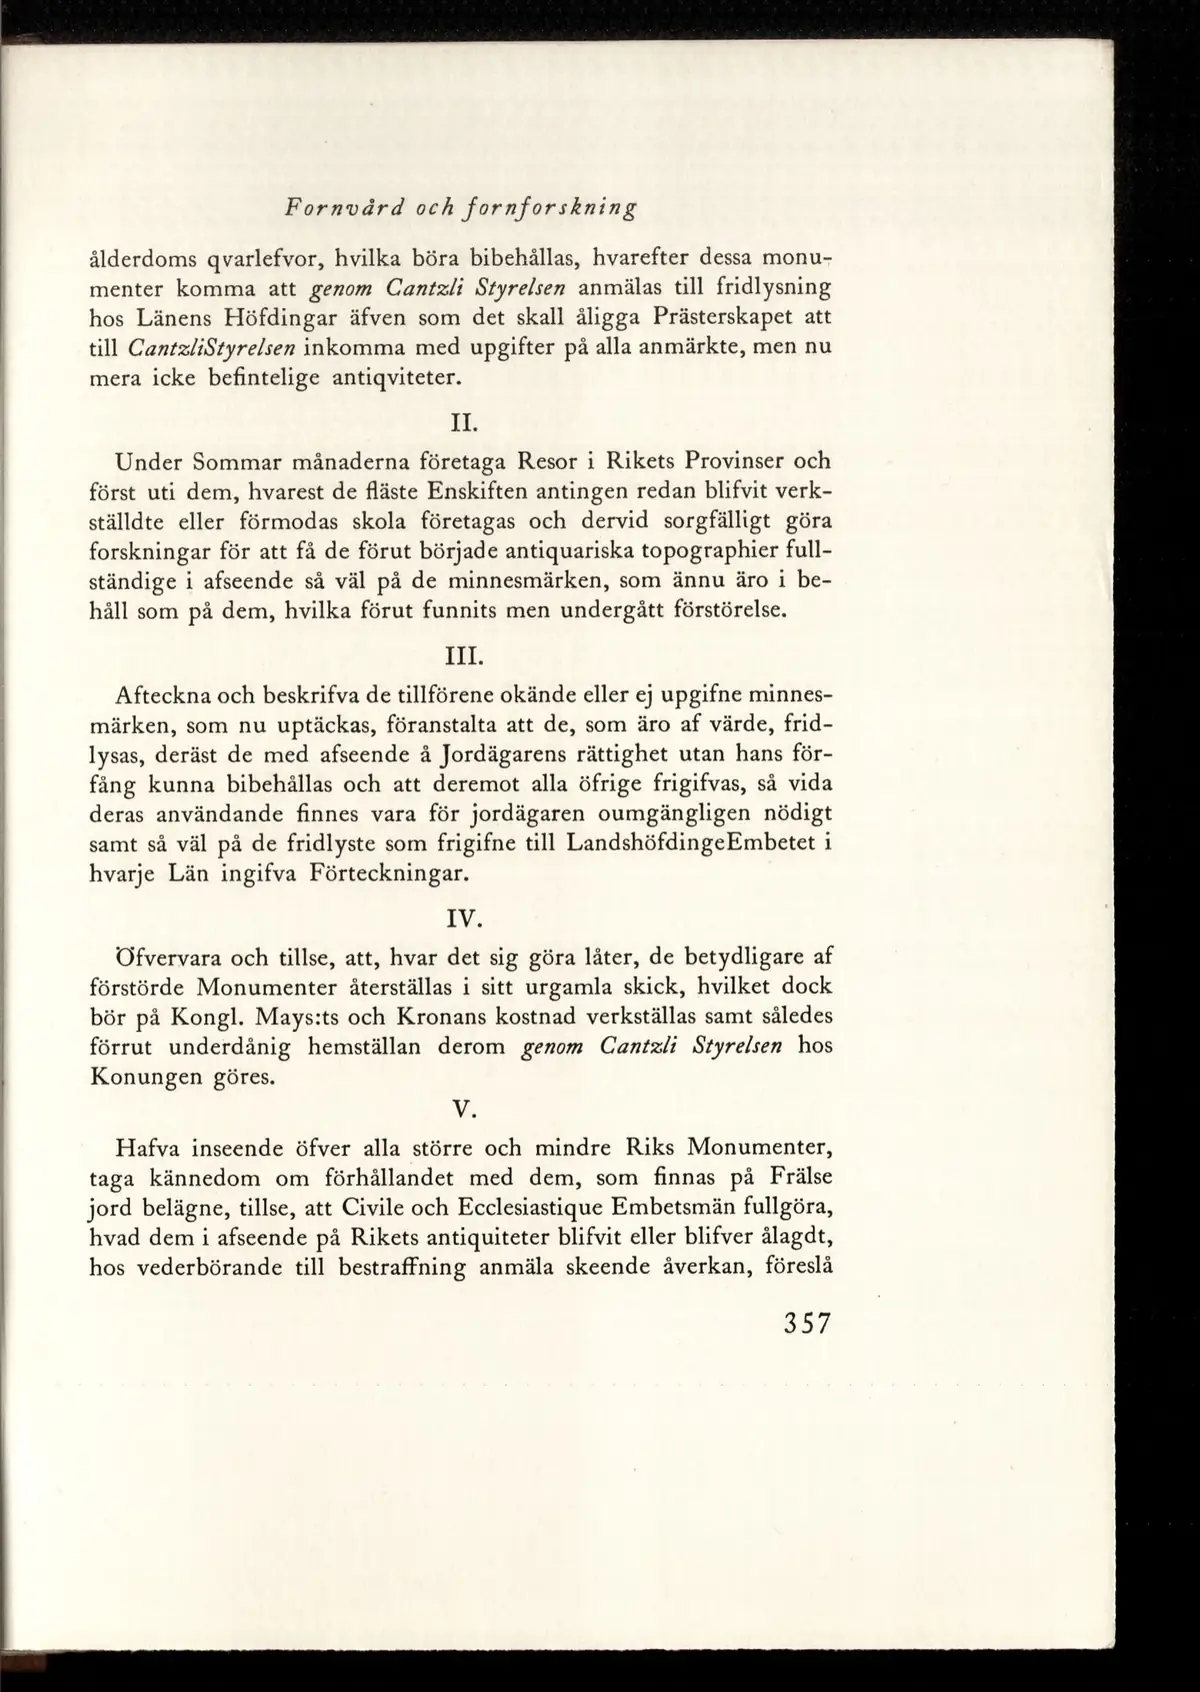 Fornvård och fornforskning
ålderdoms qvarlefvor, hvilka böra bibehållas, hvarefter dessa monu-
menter komma att genom Cantzli Styrelsen anmälas till fridlysning
hos Länens Höfdingar äfven som det skall åligga Prästerskapet att
till CantzliStyrelsen inkomma med upgifter på alla anmärkte, men nu
mera icke befintelige antiqviteter.
II.
Under Sommar månaderna företaga Resor i Rikets Provinser och
först uti dem, hvarest de fläste Enskiften antingen redan blifvit verk-
ställdte eller förmodas skola företagas och dervid sorgfälligt göra
forskningar för att få de förut började antiquariska topographier full-
ständige i afseende så väl på de minnesmärken, som ännu äro i be-
håll som på dem, hvilka förut funnits men undergått förstörelse.
III.
Afteckna och beskrifva de tillförene okände eller ej upgifne minnes-
märken, som nu uptäckas, föranstalta att de, som äro af värde, frid-
lysas, deräst de med afseende å Jordägarens rättighet utan hans för-
fång kunna bibehållas och att deremot alla öfrige frigifvas, så vida
deras användande finnes vara för jordägaren oumgängligen nödigt
samt så väl på de fridlyste som frigifne till LandshöfdingeEmbetet i
hvarje Län ingifva Förteckningar.
IV.
Öfvervara och tillse, att, hvar det sig göra låter, de betydligare af
förstörde Monumenter återställas i sitt urgamla skick, hvilket dock
bör på Kongl. Mays:ts och Kronans kostnad verkställas samt således
förrut underdånig hemställan derom genom Cantzli Styrelsen hos
Konungen göres.
V.
Hafva inseende öfver alla större och mindre Riks Monumenter,
taga kännedom om förhållandet med dem, som finnas på Frälse
jord belägne, tillse, att Civile och Ecclesiastique Embetsmän fullgöra,
hvad dem i afseende på Rikets antiquiteter blifvit eller blifver ålagdt,
hos vederbörande till bestraffning anmäla skeende åverkan, föreslå
357